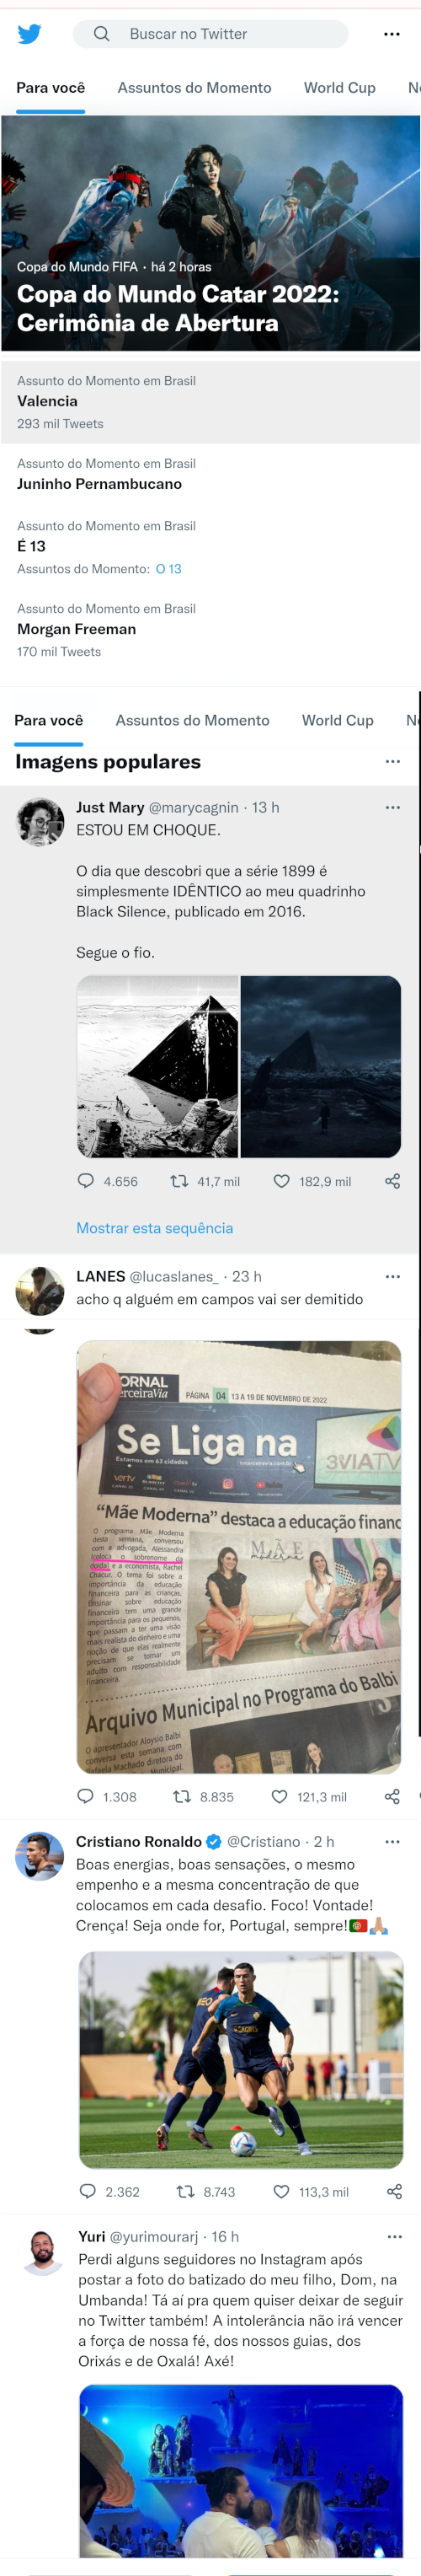 Buscar no Twitter
Para você Assuntos do Momento World Cup
Copa do Mundo FIFA · há 2 horas
Copa do Mundo Catar 2022:
Cerimônia de Abertura
Assunto do Momento em Brasil
Valencia
293 mil Tweets
Assunto do Momento em Brasil
Juninho Pernambucano
Assunto do Momento em Brasil
É 13
Assuntos do Momento: O 13
Assunto do Momento em Brasil
Morgan Freeman
170 mil Tweets
Para você Assuntos do Momento World Cup
Imagens populares
Just Mary @marycagnin · 13 h
ESTOU EM CHOQUE.
O dia que descobri que a série 1899 é
simplesmente IDÊNTICO ao meu quadrinho
Black Silence, publicado em 2016.
Segue o fio.
4.656 41,7 mil 182,9 mil
Mostrar esta sequência
LANES @lucaslanes_ · 23 h
acho q alguém em campos vai ser demitido
PÁGINA 04 13 A 19 DE NOVEMBRO DE 2022
Se Liga na
Estamos em 63 cidades
3VIATV
"Mãe Moderna" destaca a educação financ
O programa Mãe Moderna
desta semana, conversou
com a advogada, Alessandra
(coloca o sobrenome da
doida) e a economista, Rachel
Chacur. O tema foi sobre a
importância da educação
financeira para as crianças.
Ensinar sobre educação
financeira tem uma grande
importância para os pequenos,
que passam a ter uma visão
mais realista do dinheiro e uma
noção de que elas realmente
precisam se tornar um
adulto com responsabilidade
financeira.
MÃE
moderna
Arquivo Municipal no Programa do Balbi
O apresentador Aloysio Balbi
conversa esta semana com
Rafaela Machado diretora do
Municipal.
1.308 8.835 121,3 mil
Cristiano Ronaldo @Cristiano · 2 h
Boas energias, boas sensações, o mesmo
empenho e a mesma concentração de que
colocamos em cada desafio. Foco! Vontade!
Crença! Seja onde for, Portugal, sempre!🇵🇹🙏🏼
2.362 8.743 113,3 mil
Yuri @yurimourarj · 16 h
Perdi alguns seguidores no Instagram após
postar a foto do batizado do meu filho, Dom, na
Umbanda! Tá aí pra quem quiser deixar de seguir
no Twitter também! A intolerância não irá vencer
a força de nossa fé, dos nossos guias, dos
Orixás e de Oxalá! Axé!